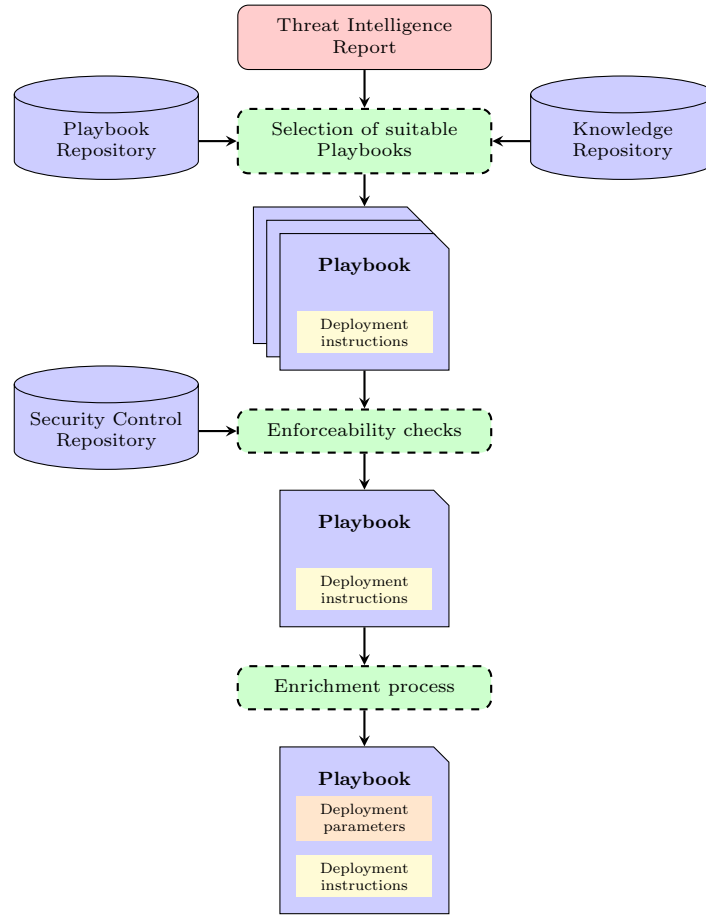 Threat Intelligence
Report
Playbook
Repository
Selection of suitable
Playbooks
Knowledge
Repository
Playbook
Deployment
instructions
Security Control
Repository
Enforceability checks
Playbook
Deployment
instructions
Enrichment process
Playbook
Deployment
parameters
Deployment
instructions